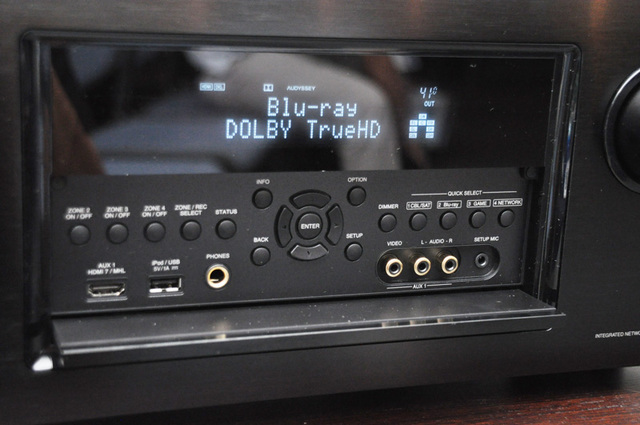 AUDYSSEY
41.0
OUT
Blu-ray
DOLBY TrueHD
INFO
OPTION
QUICK SELECT
ZONE 2 ON / OFF
ZONE 3 ON / OFF
ZONE 4 ON / OFF
ZONE / REC SELECT
STATUS
ENTER
DIMMER
1 CBL/SAT
2 Blu-ray
3 GAME
4 NETWORK
BACK
SETUP
VIDEO
L - AUDIO - R
SETUP MIC
AUX 1
HDMI 7 / MHL
iPod / USB
5V/1A
PHONES
AUX 1
INTEGRATED NETWO